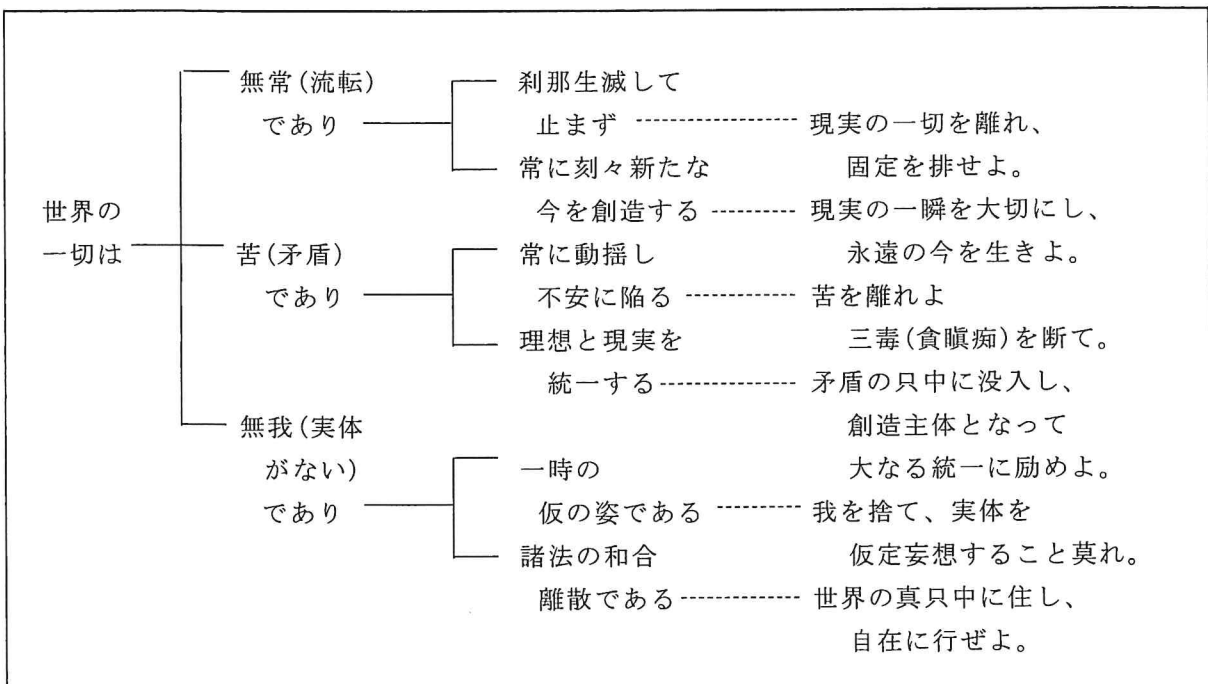 世界の
一切は
無常(流転)
であり
刹那生滅して
止まず
現実の一切を離れ、
固定を排せよ。
常に刻々新たな
今を創造する
現実の一瞬を大切にし、
永遠の今を生きよ。
苦(矛盾)
であり
常に動揺し
不安に陥る
苦を離れよ
三毒(貪瞋痴)を断て。
理想と現実を
統一する
矛盾の只中に没入し、
創造主体となって
大なる統一に励めよ。
無我(実体
がない)
であり
一時の
仮の姿である
我を捨て、実体を
仮定妄想すること莫れ。
諸法の和合
離散である
世界の真只中に住し、
自在に行ぜよ。